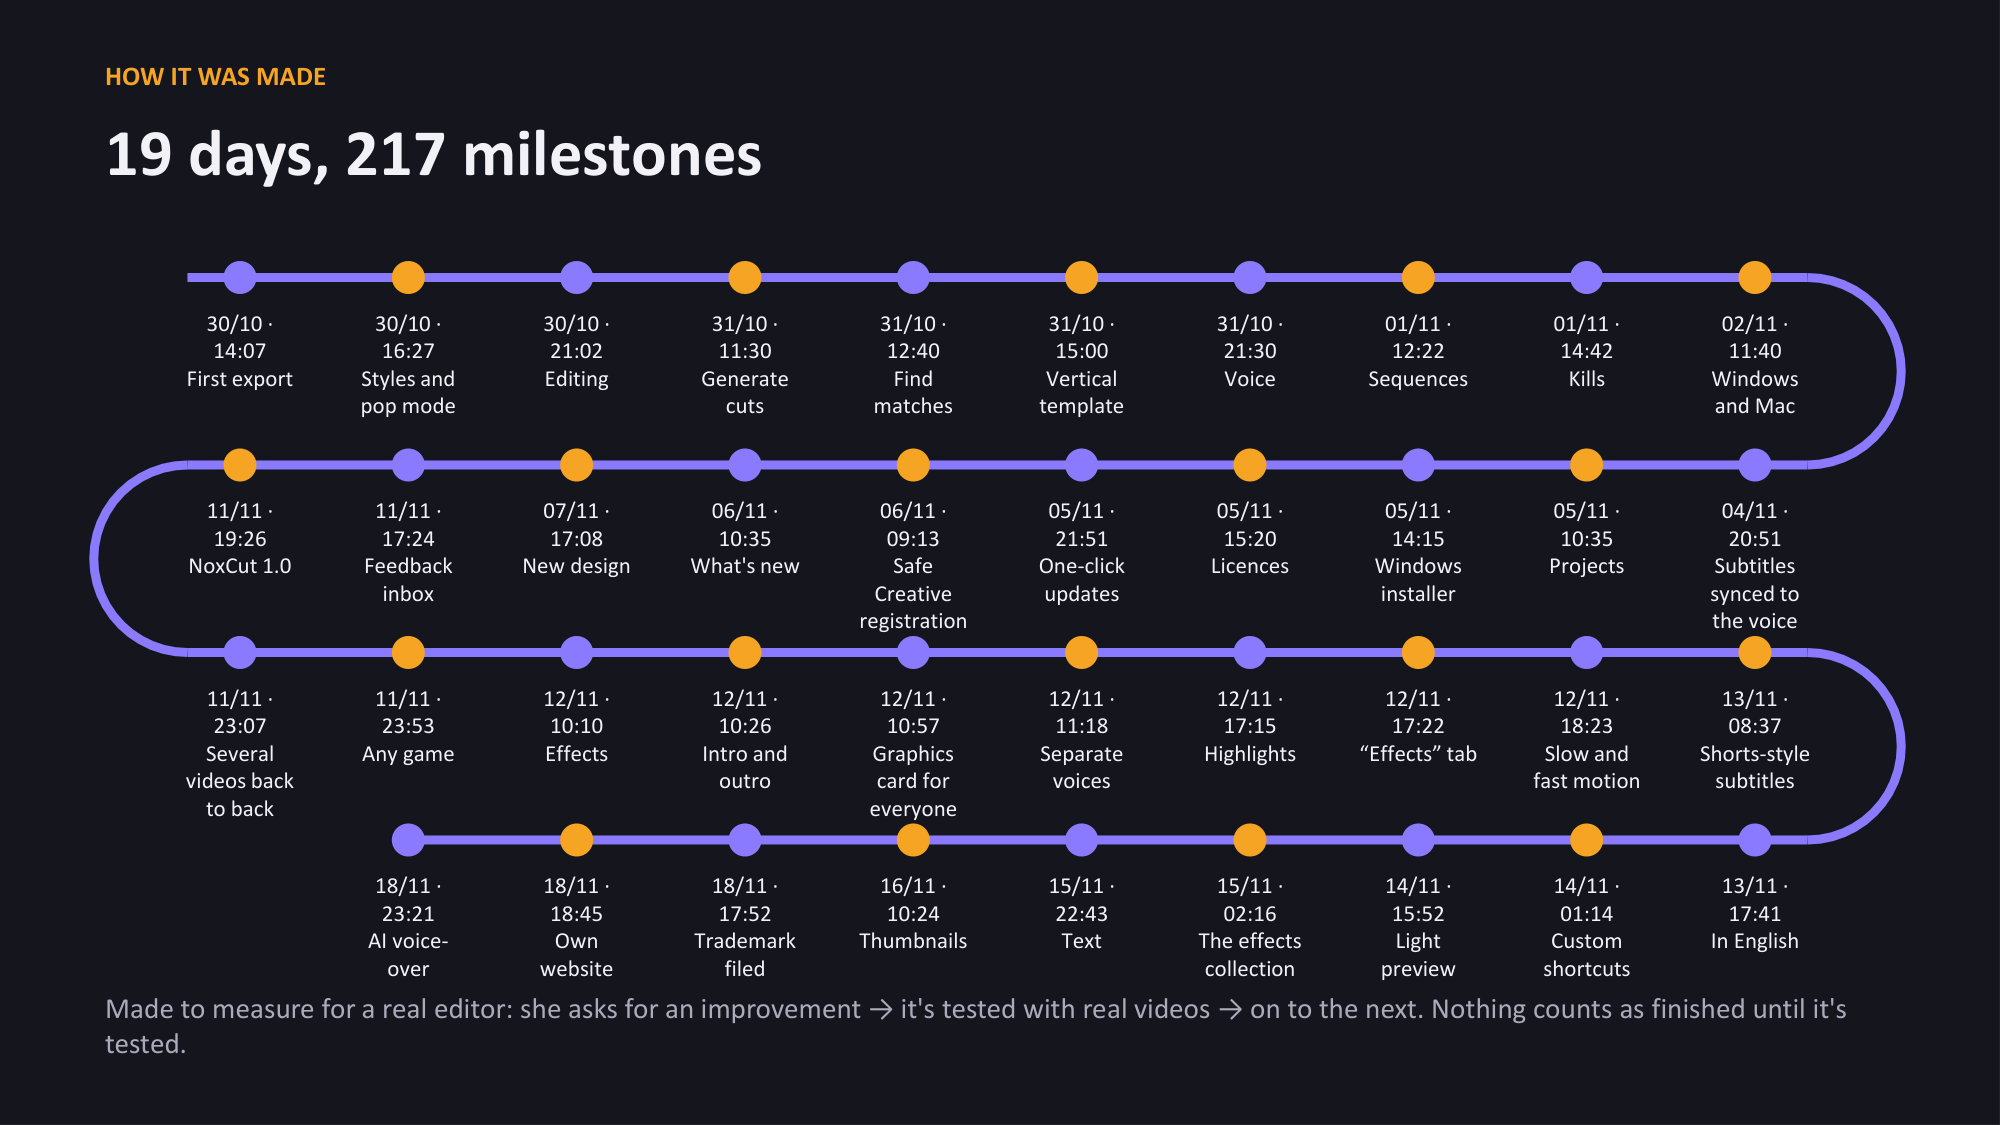 HOW IT WAS MADE
19 days, 217 milestones
30/10 ·
14:07
First export
30/10 ·
16:27
Styles and
pop mode
30/10 ·
21:02
Editing
31/10 ·
11:30
Generate
cuts
31/10 ·
12:40
Find
matches
31/10 ·
15:00
Vertical
template
31/10 ·
21:30
Voice
01/11 ·
12:22
Sequences
01/11 ·
14:42
Kills
02/11 ·
11:40
Windows
and Mac
11/11 ·
19:26
NoxCut 1.0
11/11 ·
17:24
Feedback
inbox
07/11 ·
17:08
New design
06/11 ·
10:35
What's new
06/11 ·
09:13
Safe
Creative
registration
05/11 ·
21:51
One-click
updates
05/11 ·
15:20
Licences
05/11 ·
14:15
Windows
installer
05/11 ·
10:35
Projects
04/11 ·
20:51
Subtitles
synced to
the voice
11/11 ·
23:07
Several
videos back
to back
11/11 ·
23:53
Any game
12/11 ·
10:10
Effects
12/11 ·
10:26
Intro and
outro
12/11 ·
10:57
Graphics
card for
everyone
12/11 ·
11:18
Separate
voices
12/11 ·
17:15
Highlights
12/11 ·
17:22
“Effects” tab
12/11 ·
18:23
Slow and
fast motion
13/11 ·
08:37
Shorts-style
subtitles
18/11 ·
23:21
AI voice-
over
18/11 ·
18:45
Own
website
18/11 ·
17:52
Trademark
filed
16/11 ·
10:24
Thumbnails
15/11 ·
22:43
Text
15/11 ·
02:16
The effects
collection
14/11 ·
15:52
Light
preview
14/11 ·
01:14
Custom
shortcuts
13/11 ·
17:41
In English
Made to measure for a real editor: she asks for an improvement → it's tested with real videos → on to the next. Nothing counts as finished until it's
tested.